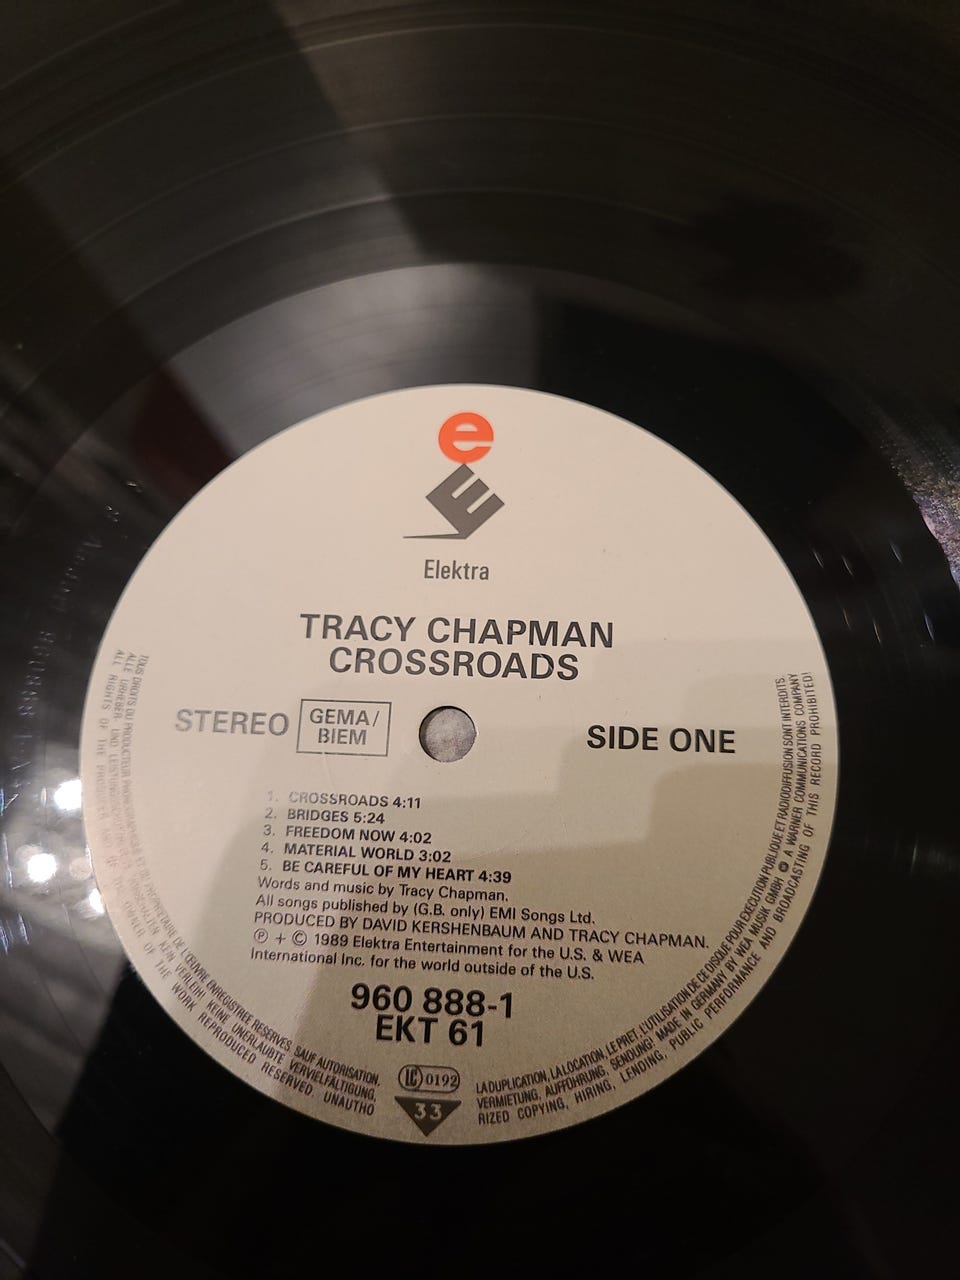 e
E
Elektra
TRACY CHAPMAN
CROSSROADS
STEREO
GEMA/
BIEM
SIDE ONE
1. CROSSROADS 4:11
2. BRIDGES 5:24
3. FREEDOM NOW 4:02
4. MATERIAL WORLD 3:02
5. BE CAREFUL OF MY HEART 4:39
Words and music by Tracy Chapman.
All songs published by (G.B. only) EMI Songs Ltd.
PRODUCED BY DAVID KERSHENBAUM AND TRACY CHAPMAN.
℗ + © 1989 Elektra Entertainment for the U.S. & WEA
International Inc. for the world outside of the U.S.
960 888-1
EKT 61
LC 0192
33
TOUS DROITS DU PRODUCTEUR PHONOGRAPHIQUE ET DU PROPRIETAIRE DE L'ŒUVRE ENREGISTREE RESERVES. SAUF AUTORISATION,
LA DUPLICATION, LA LOCATION, LE PRET, L'UTILISATION DE CE DISQUE POUR EXECUTION PUBLIQUE ET RADIODIFFUSION SONT INTERDITS.
ALLE URHEBER- UND LEISTUNGSSCHUTZRECHTE VORBEHALTEN. KEIN VERLEIH! KEINE UNERLAUBTE VERVIELFÄLTIGUNG,
VERMIETUNG, AUFFÜHRUNG, SENDUNG! MADE IN GERMANY BY WEA MUSIK GMBH A WARNER COMMUNICATIONS COMPANY
ALL RIGHTS OF THE PRODUCER AND OF THE OWNER OF THE WORK REPRODUCED RESERVED. UNAUTHO
RIZED COPYING, HIRING, LENDING, PUBLIC PERFORMANCE AND BROADCASTING OF THIS RECORD PROHIBITED!